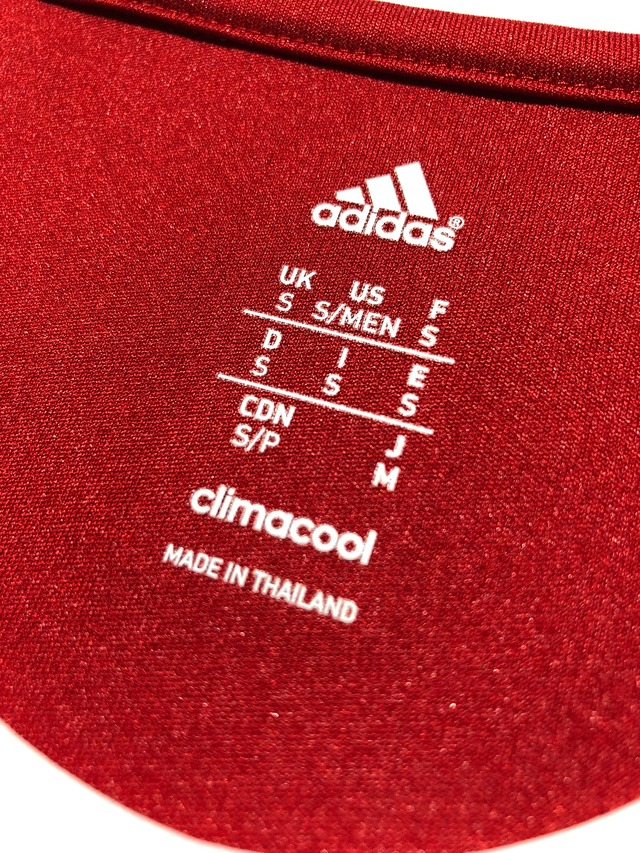 adidas®
UK US F
S S/MEN S
D I E
S S S
CDN J
S/P M
climacool
MADE IN THAILAND